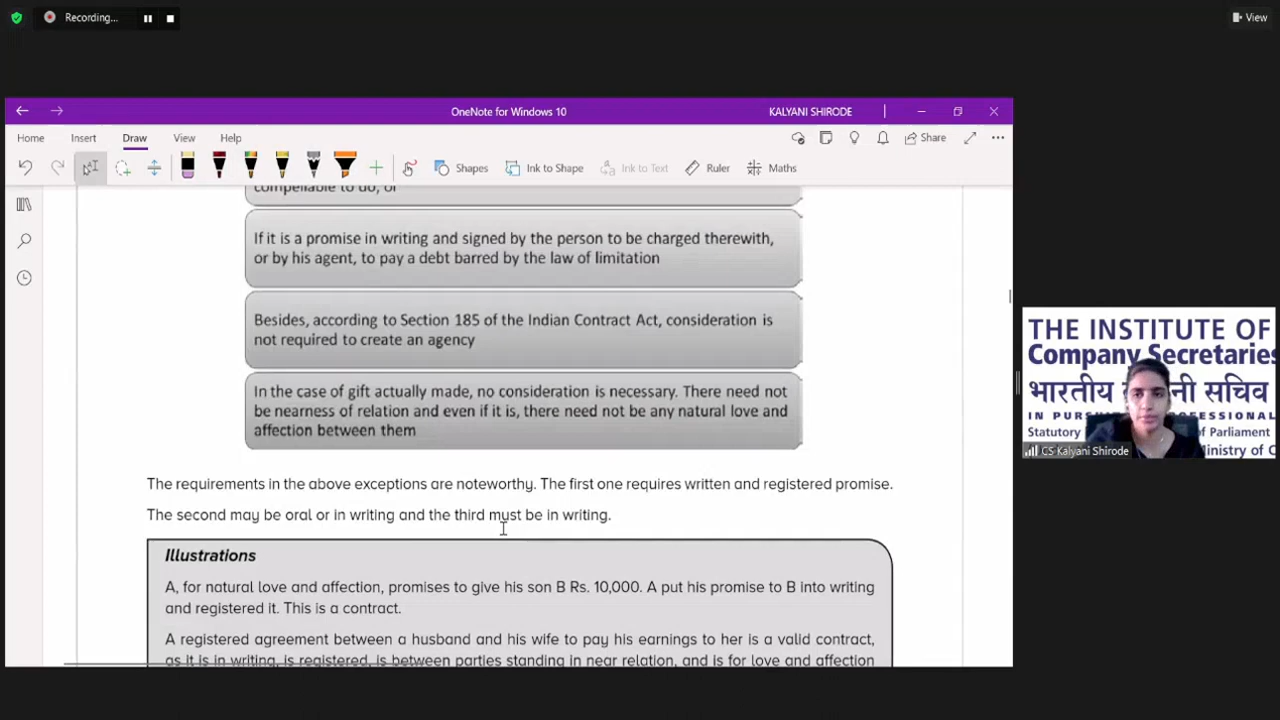 Recording...
View
OneNote for Windows 10
KALYANI SHIRODE
Home Insert Draw View Help
Share
Shapes Ink to Shape Ink to Text Ruler Maths
compellable to do, or
If it is a promise in writing and signed by the person to be charged therewith,
or by his agent, to pay a debt barred by the law of limitation
Besides, according to Section 185 of the Indian Contract Act, consideration is
not required to create an agency
In the case of gift actually made, no consideration is necessary. There need not
be nearness of relation and even if it is, there need not be any natural love and
affection between them
The requirements in the above exceptions are noteworthy. The first one requires written and registered promise.
The second may be oral or in writing and the third must be in writing.
Illustrations
A, for natural love and affection, promises to give his son B Rs. 10,000. A put his promise to B into writing
and registered it. This is a contract.
A registered agreement between a husband and his wife to pay his earnings to her is a valid contract,
as it is in writing, is registered, is between parties standing in near relation, and is for love and affection
THE INSTITUTE OF
Company Secretaries
भारतीय सचिव
IN
Statutory of Parliament
CS Kalyani Shirode